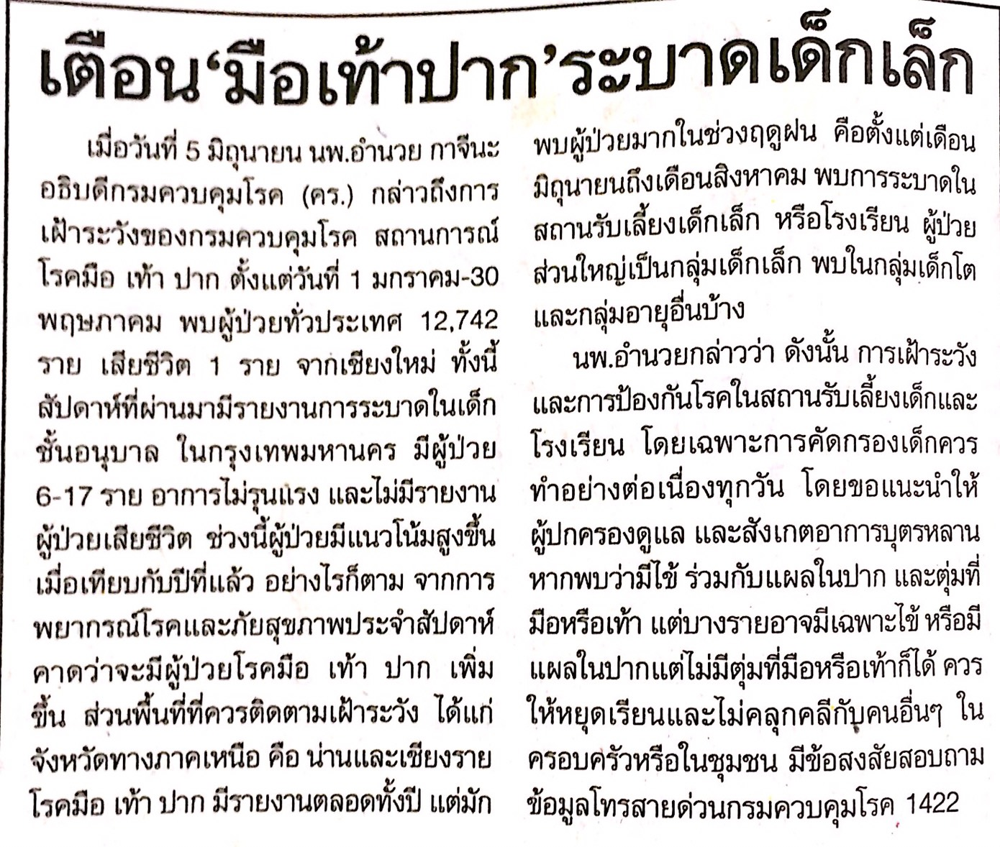 เตือน‘มือเท้าปาก’ระบาดเด็กเล็ก
เมื่อวันที่ 5 มิถุนายน นพ.อำนวย กาจีนะ
อธิบดีกรมควบคุมโรค (คร.) กล่าวถึงการ
เฝ้าระวังของกรมควบคุมโรค สถานการณ์
โรคมือ เท้า ปาก ตั้งแต่วันที่ 1 มกราคม-30
พฤษภาคม พบผู้ป่วยทั่วประเทศ 12,742
ราย เสียชีวิต 1 ราย จากเชียงใหม่ ทั้งนี้
สัปดาห์ที่ผ่านมามีรายงานการระบาดในเด็ก
ชั้นอนุบาล ในกรุงเทพมหานคร มีผู้ป่วย
6-17 ราย อาการไม่รุนแรง และไม่มีรายงาน
ผู้ป่วยเสียชีวิต ช่วงนี้ผู้ป่วยมีแนวโน้มสูงขึ้น
เมื่อเทียบกับปีที่แล้ว อย่างไรก็ตาม จากการ
พยากรณ์โรคและภัยสุขภาพประจำสัปดาห์
คาดว่าจะมีผู้ป่วยโรคมือ เท้า ปาก เพิ่ม
ขึ้น ส่วนพื้นที่ที่ควรติดตามเฝ้าระวัง ได้แก่
จังหวัดทางภาคเหนือ คือ น่านและเชียงราย
โรคมือ เท้า ปาก มีรายงานตลอดทั้งปี แต่มัก
พบผู้ป่วยมากในช่วงฤดูฝน คือตั้งแต่เดือน
มิถุนายนถึงเดือนสิงหาคม พบการระบาดใน
สถานรับเลี้ยงเด็กเล็ก หรือโรงเรียน ผู้ป่วย
ส่วนใหญ่เป็นกลุ่มเด็กเล็ก พบในกลุ่มเด็กโต
และกลุ่มอายุอื่นบ้าง
นพ.อำนวยกล่าวว่า ดังนั้น การเฝ้าระวัง
และการป้องกันโรคในสถานรับเลี้ยงเด็กและ
โรงเรียน โดยเฉพาะการคัดกรองเด็กควร
ทำอย่างต่อเนื่องทุกวัน โดยขอแนะนำให้
ผู้ปกครองดูแล และสังเกตอาการบุตรหลาน
หากพบว่ามีไข้ ร่วมกับแผลในปาก และตุ่มที่
มือหรือเท้า แต่บางรายอาจมีเฉพาะไข้ หรือมี
แผลในปากแต่ไม่มีตุ่มที่มือหรือเท้าก็ได้ ควร
ให้หยุดเรียนและไม่คลุกคลีกับคนอื่นๆ ใน
ครอบครัวหรือในชุมชน มีข้อสงสัยสอบถาม
ข้อมูลโทรสายด่วนกรมควบคุมโรค 1422